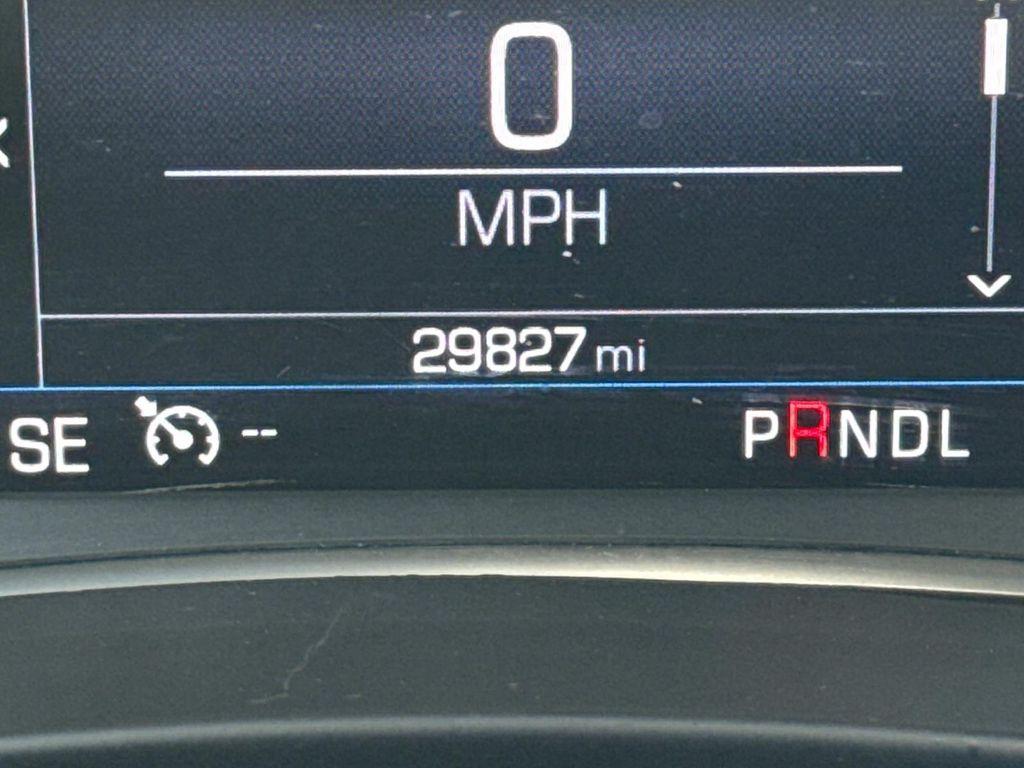 0
MPH
29827 mi
SE -- PRNDL